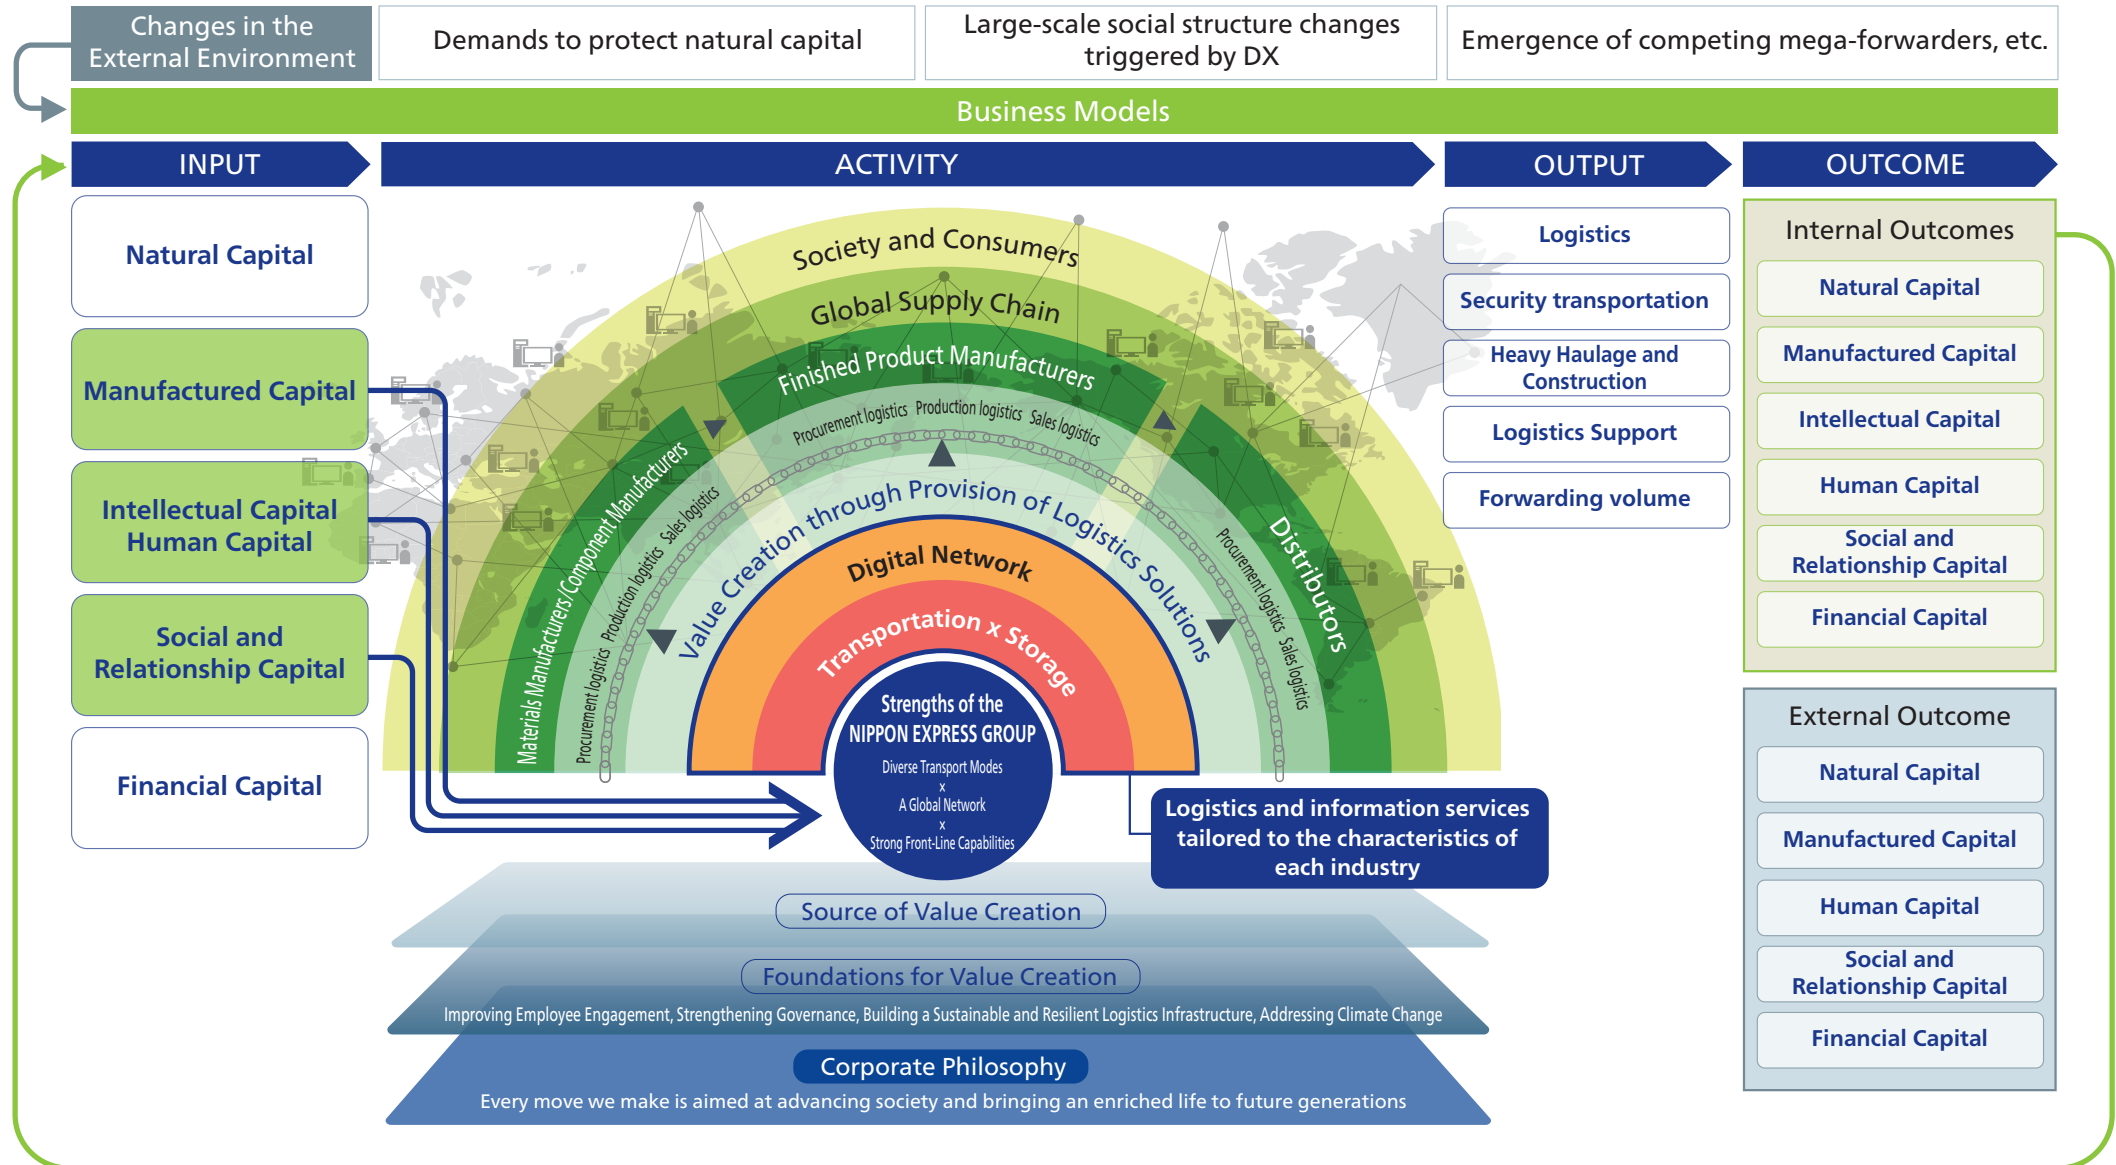 Changes in the
External Environment
Demands to protect natural capital
Large-scale social structure changes
triggered by DX
Emergence of competing mega-forwarders, etc.
Business Models
INPUT
ACTIVITY
OUTPUT
OUTCOME
Natural Capital
Manufactured Capital
Intellectual Capital
Human Capital
Social and
Relationship Capital
Financial Capital
Society and Consumers
Global Supply Chain
Finished Product Manufacturers
Procurement logistics Production logistics Sales logistics
Materials Manufacturers/Component Manufacturers
Procurement logistics Production logistics Sales logistics
Distributors
Procurement logistics Sales logistics
Value Creation through Provision of Logistics Solutions
Digital Network
Transportation x Storage
Strengths of the
NIPPON EXPRESS GROUP
Diverse Transport Modes
x
A Global Network
x
Strong Front-Line Capabilities
Logistics and information services
tailored to the characteristics of
each industry
Source of Value Creation
Foundations for Value Creation
Improving Employee Engagement, Strengthening Governance, Building a Sustainable and Resilient Logistics Infrastructure, Addressing Climate Change
Corporate Philosophy
Every move we make is aimed at advancing society and bringing an enriched life to future generations
Logistics
Security transportation
Heavy Haulage and
Construction
Logistics Support
Forwarding volume
Internal Outcomes
Natural Capital
Manufactured Capital
Intellectual Capital
Human Capital
Social and
Relationship Capital
Financial Capital
External Outcome
Natural Capital
Manufactured Capital
Human Capital
Social and
Relationship Capital
Financial Capital